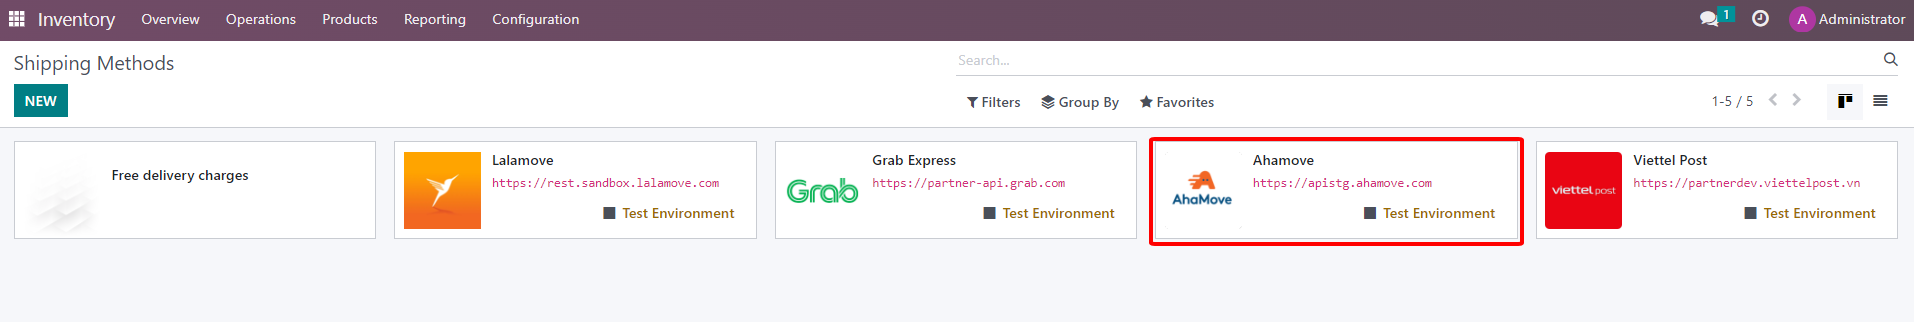 Inventory Overview Operations Products Reporting Configuration 1 A Administrator
Shipping Methods Search...
NEW Filters Group By Favorites 1-5 / 5
Free delivery charges
Lalamove
https://rest.sandbox.lalamove.com
Test Environment
Grab
Grab Express
https://partner-api.grab.com
Test Environment
AhaMove
Ahamove
https://apistg.ahamove.com
Test Environment
viettel post
Viettel Post
https://partnerdev.viettelpost.vn
Test Environment